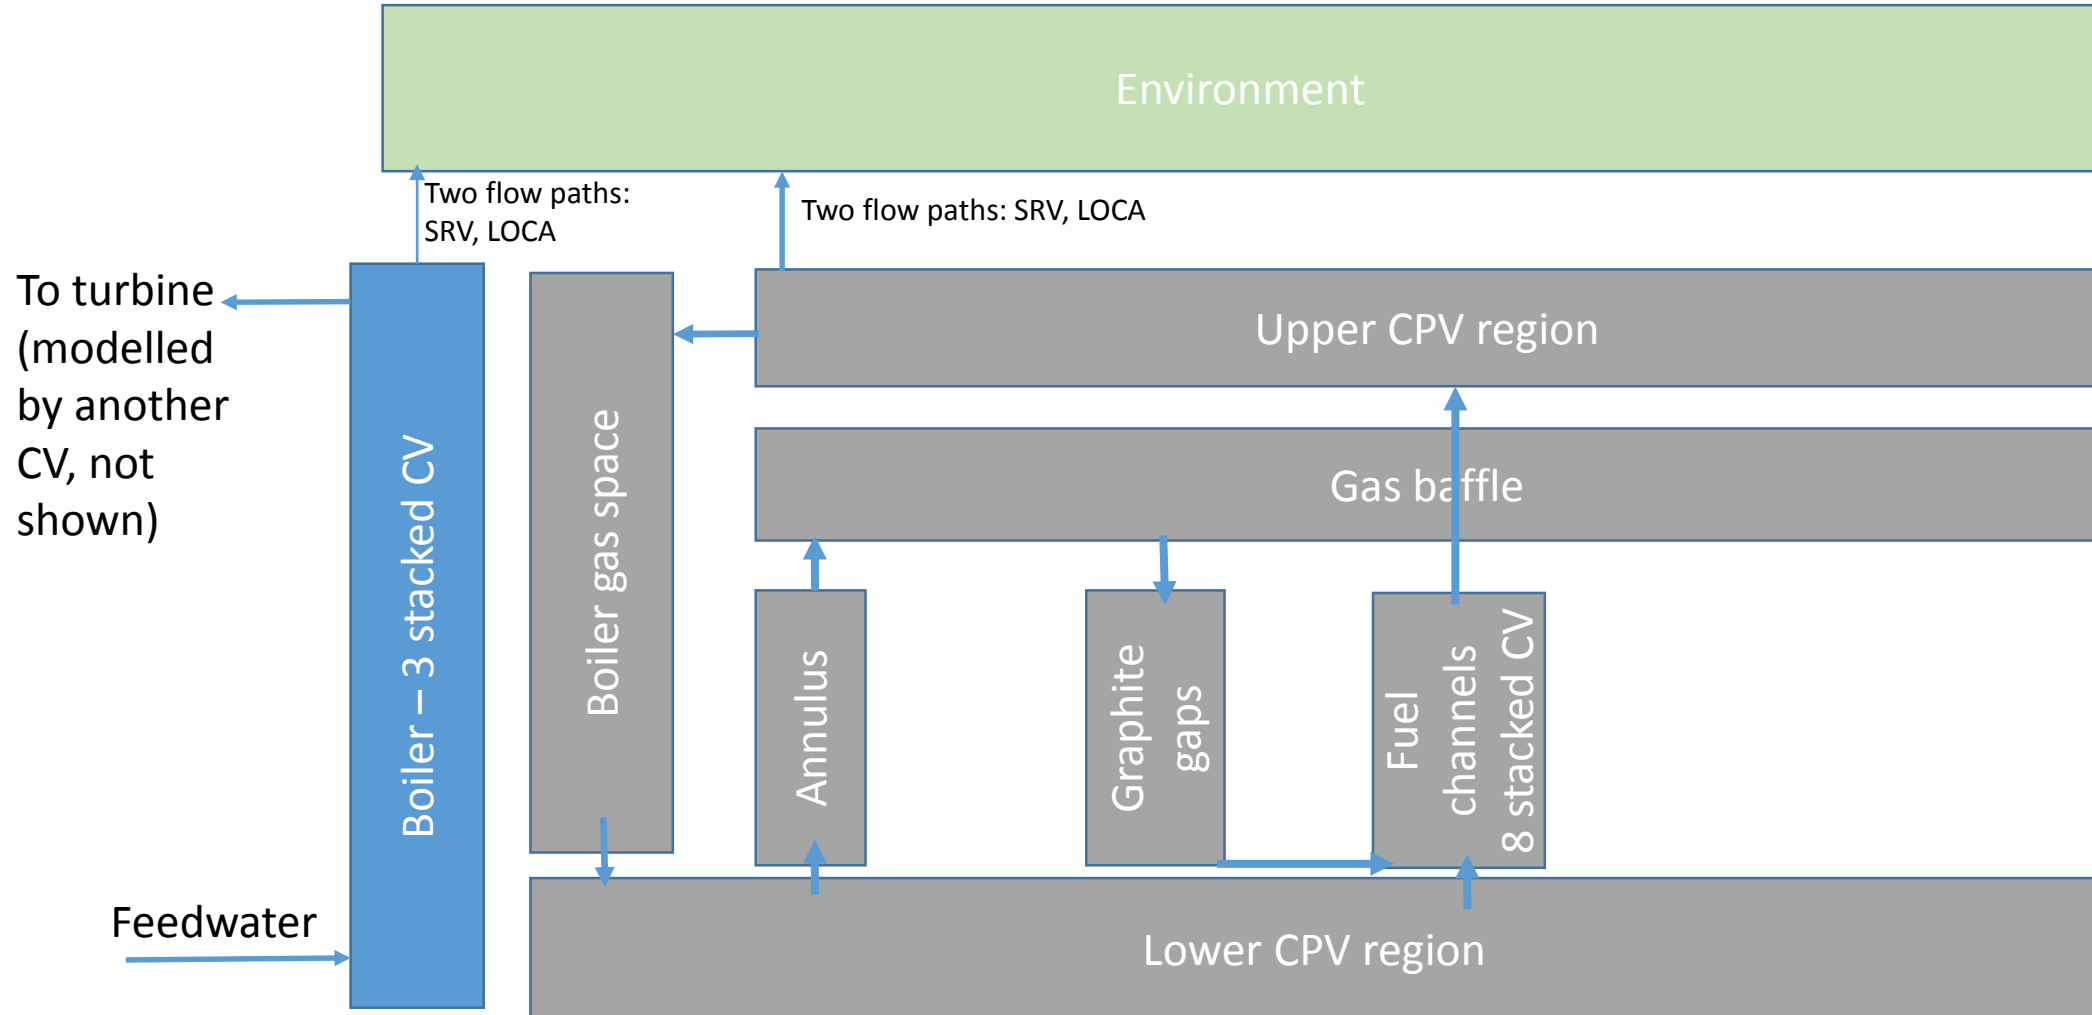 Environment
Two flow paths:
SRV, LOCA
Two flow paths: SRV, LOCA
To turbine
(modelled
by another
CV, not
shown)
Upper CPV region
Gas baffle
Boiler – 3 stacked CV
Boiler gas space
Annulus
Graphite
gaps
Fuel
channels
8 stacked CV
Feedwater
Lower CPV region